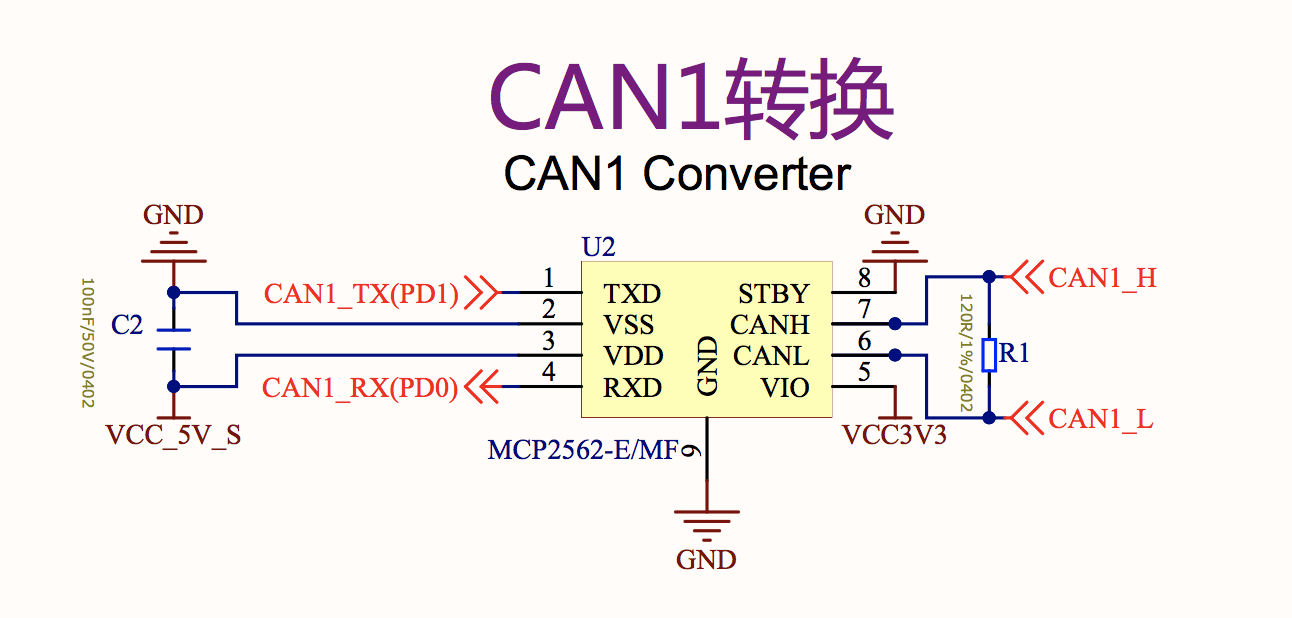 CAN1转换
CAN1 Converter
GND
GND
U2
CAN1_TX(PD1)
1
TXD
STBY
8
CAN1_H
2
VSS
CANH
7
C2
100nF/50V/0402
3
VDD
CANL
6
GND
120R/1%/0402
R1
CAN1_RX(PD0)
4
RXD
VIO
5
VCC_5V_S
VCC3V3
CAN1_L
MCP2562-E/MF
9
GND